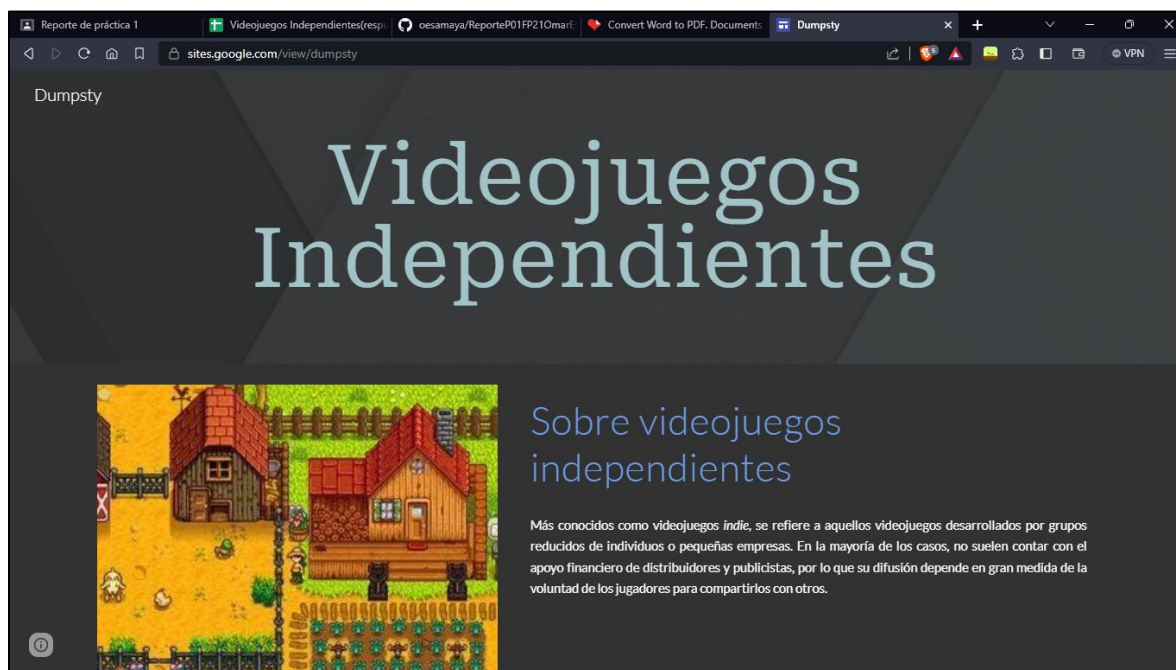 Reporte de práctica 1
Videojuegos Independientes(respu
oesamaya/ReporteP01FP21OmarE
Convert Word to PDF. Documents
Dumpsty
sites.google.com/view/dumpsty
5
VPN
Dumpsty
Videojuegos
Independientes
Sobre videojuegos
independientes
Más conocidos como videojuegos indie, se refiere a aquellos videojuegos desarrollados por grupos
reducidos de individuos o pequeñas empresas. En la mayoría de los casos, no suelen contar con el
apoyo financiero de distribuidores y publicistas, por lo que su difusión depende en gran medida de la
voluntad de los jugadores para compartirlos con otros.